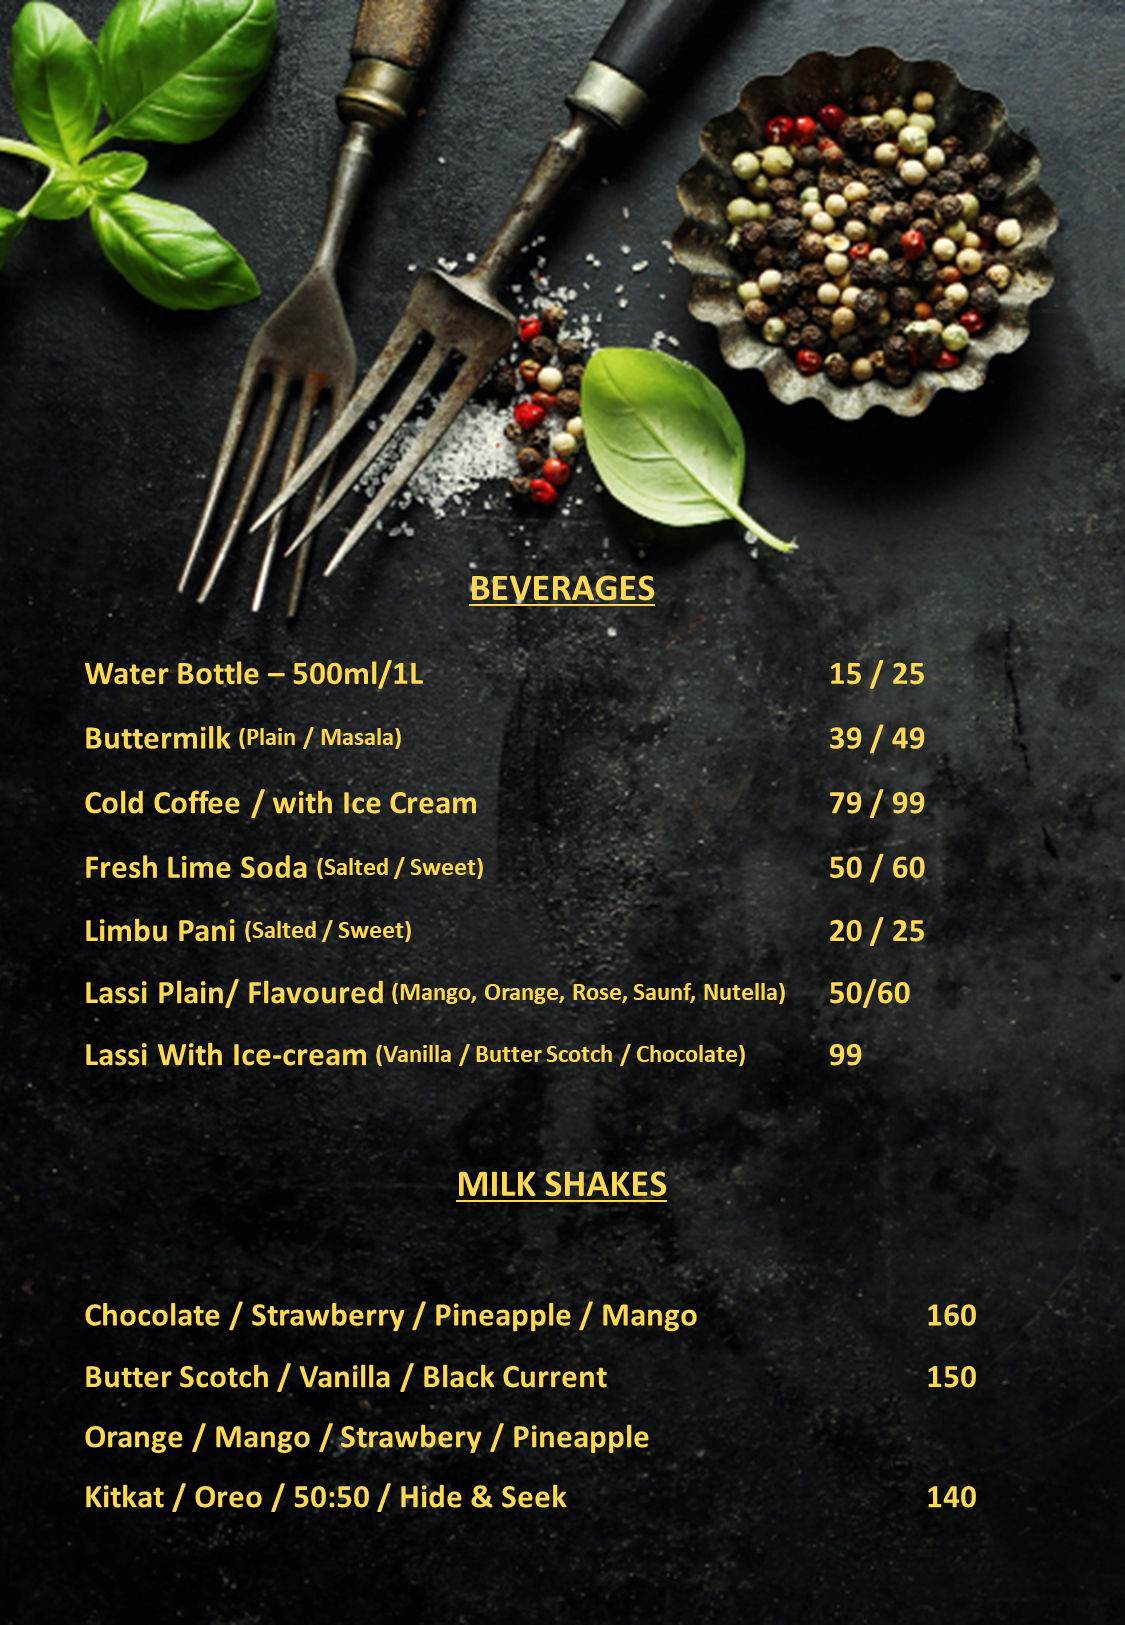 BEVERAGES
Water Bottle – 500ml/1L 15 / 25
Buttermilk (Plain / Masala) 39 / 49
Cold Coffee / with Ice Cream 79 / 99
Fresh Lime Soda (Salted / Sweet) 50 / 60
Limbu Pani (Salted / Sweet) 20 / 25
Lassi Plain/ Flavoured (Mango, Orange, Rose, Saunf, Nutella) 50/60
Lassi With Ice-cream (Vanilla / Butter Scotch / Chocolate) 99
MILK SHAKES
Chocolate / Strawberry / Pineapple / Mango 160
Butter Scotch / Vanilla / Black Current 150
Orange / Mango / Strawbery / Pineapple
Kitkat / Oreo / 50:50 / Hide & Seek 140